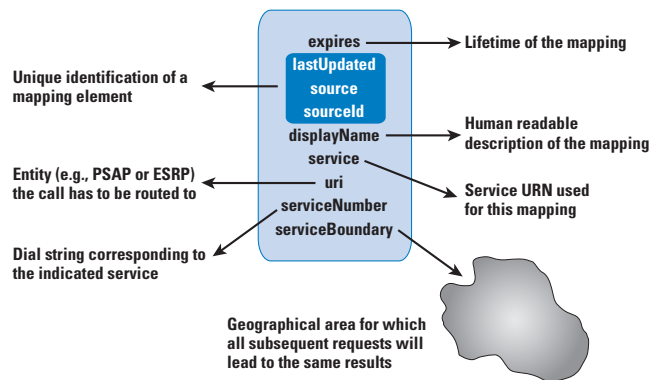 expires
Lifetime of the mapping
lastUpdated
source
sourceId
Unique identification of a
mapping element
displayName
Human readable
description of the mapping
service
Service URN used
for this mapping
Entity (e.g., PSAP or ESRP)
the call has to be routed to
uri
serviceNumber
Dial string corresponding to
the indicated service
serviceBoundary
Geographical area for which
all subsequent requests will
lead to the same results